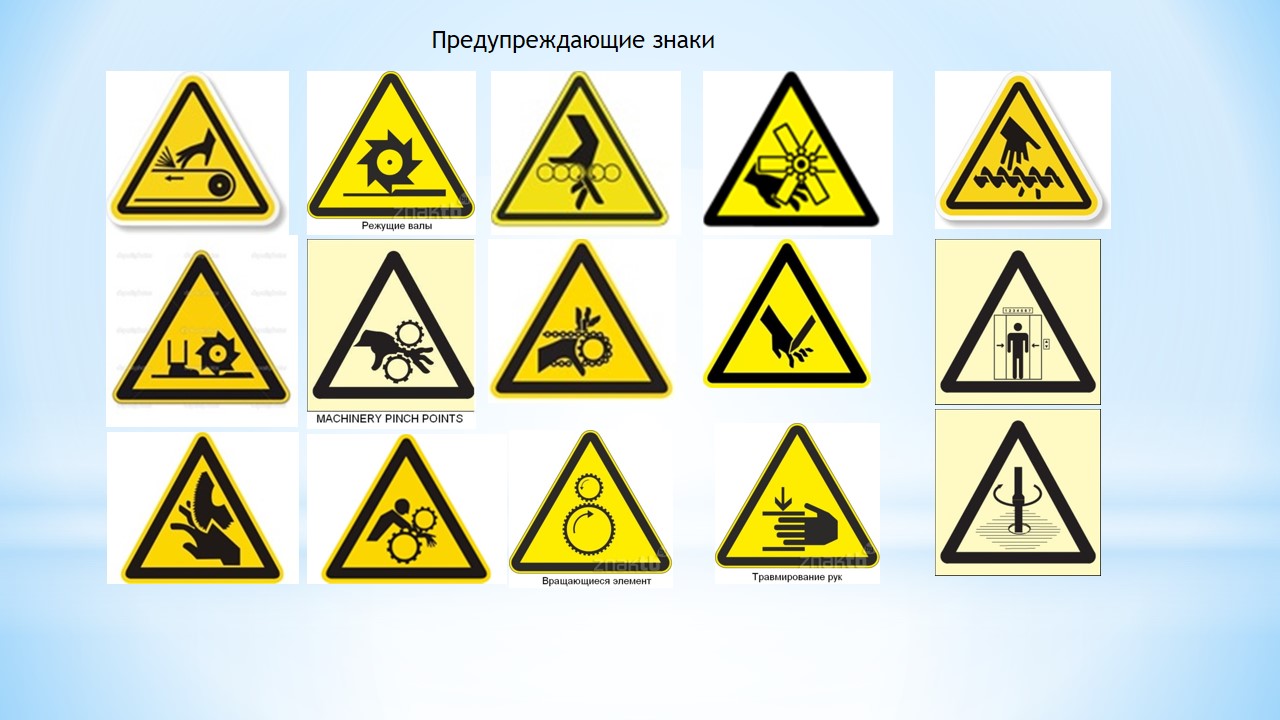 Предупреждающие знаки
Режущие валы
MACHINERY PINCH POINTS
Вращающиеся элемент
Травмирование рук